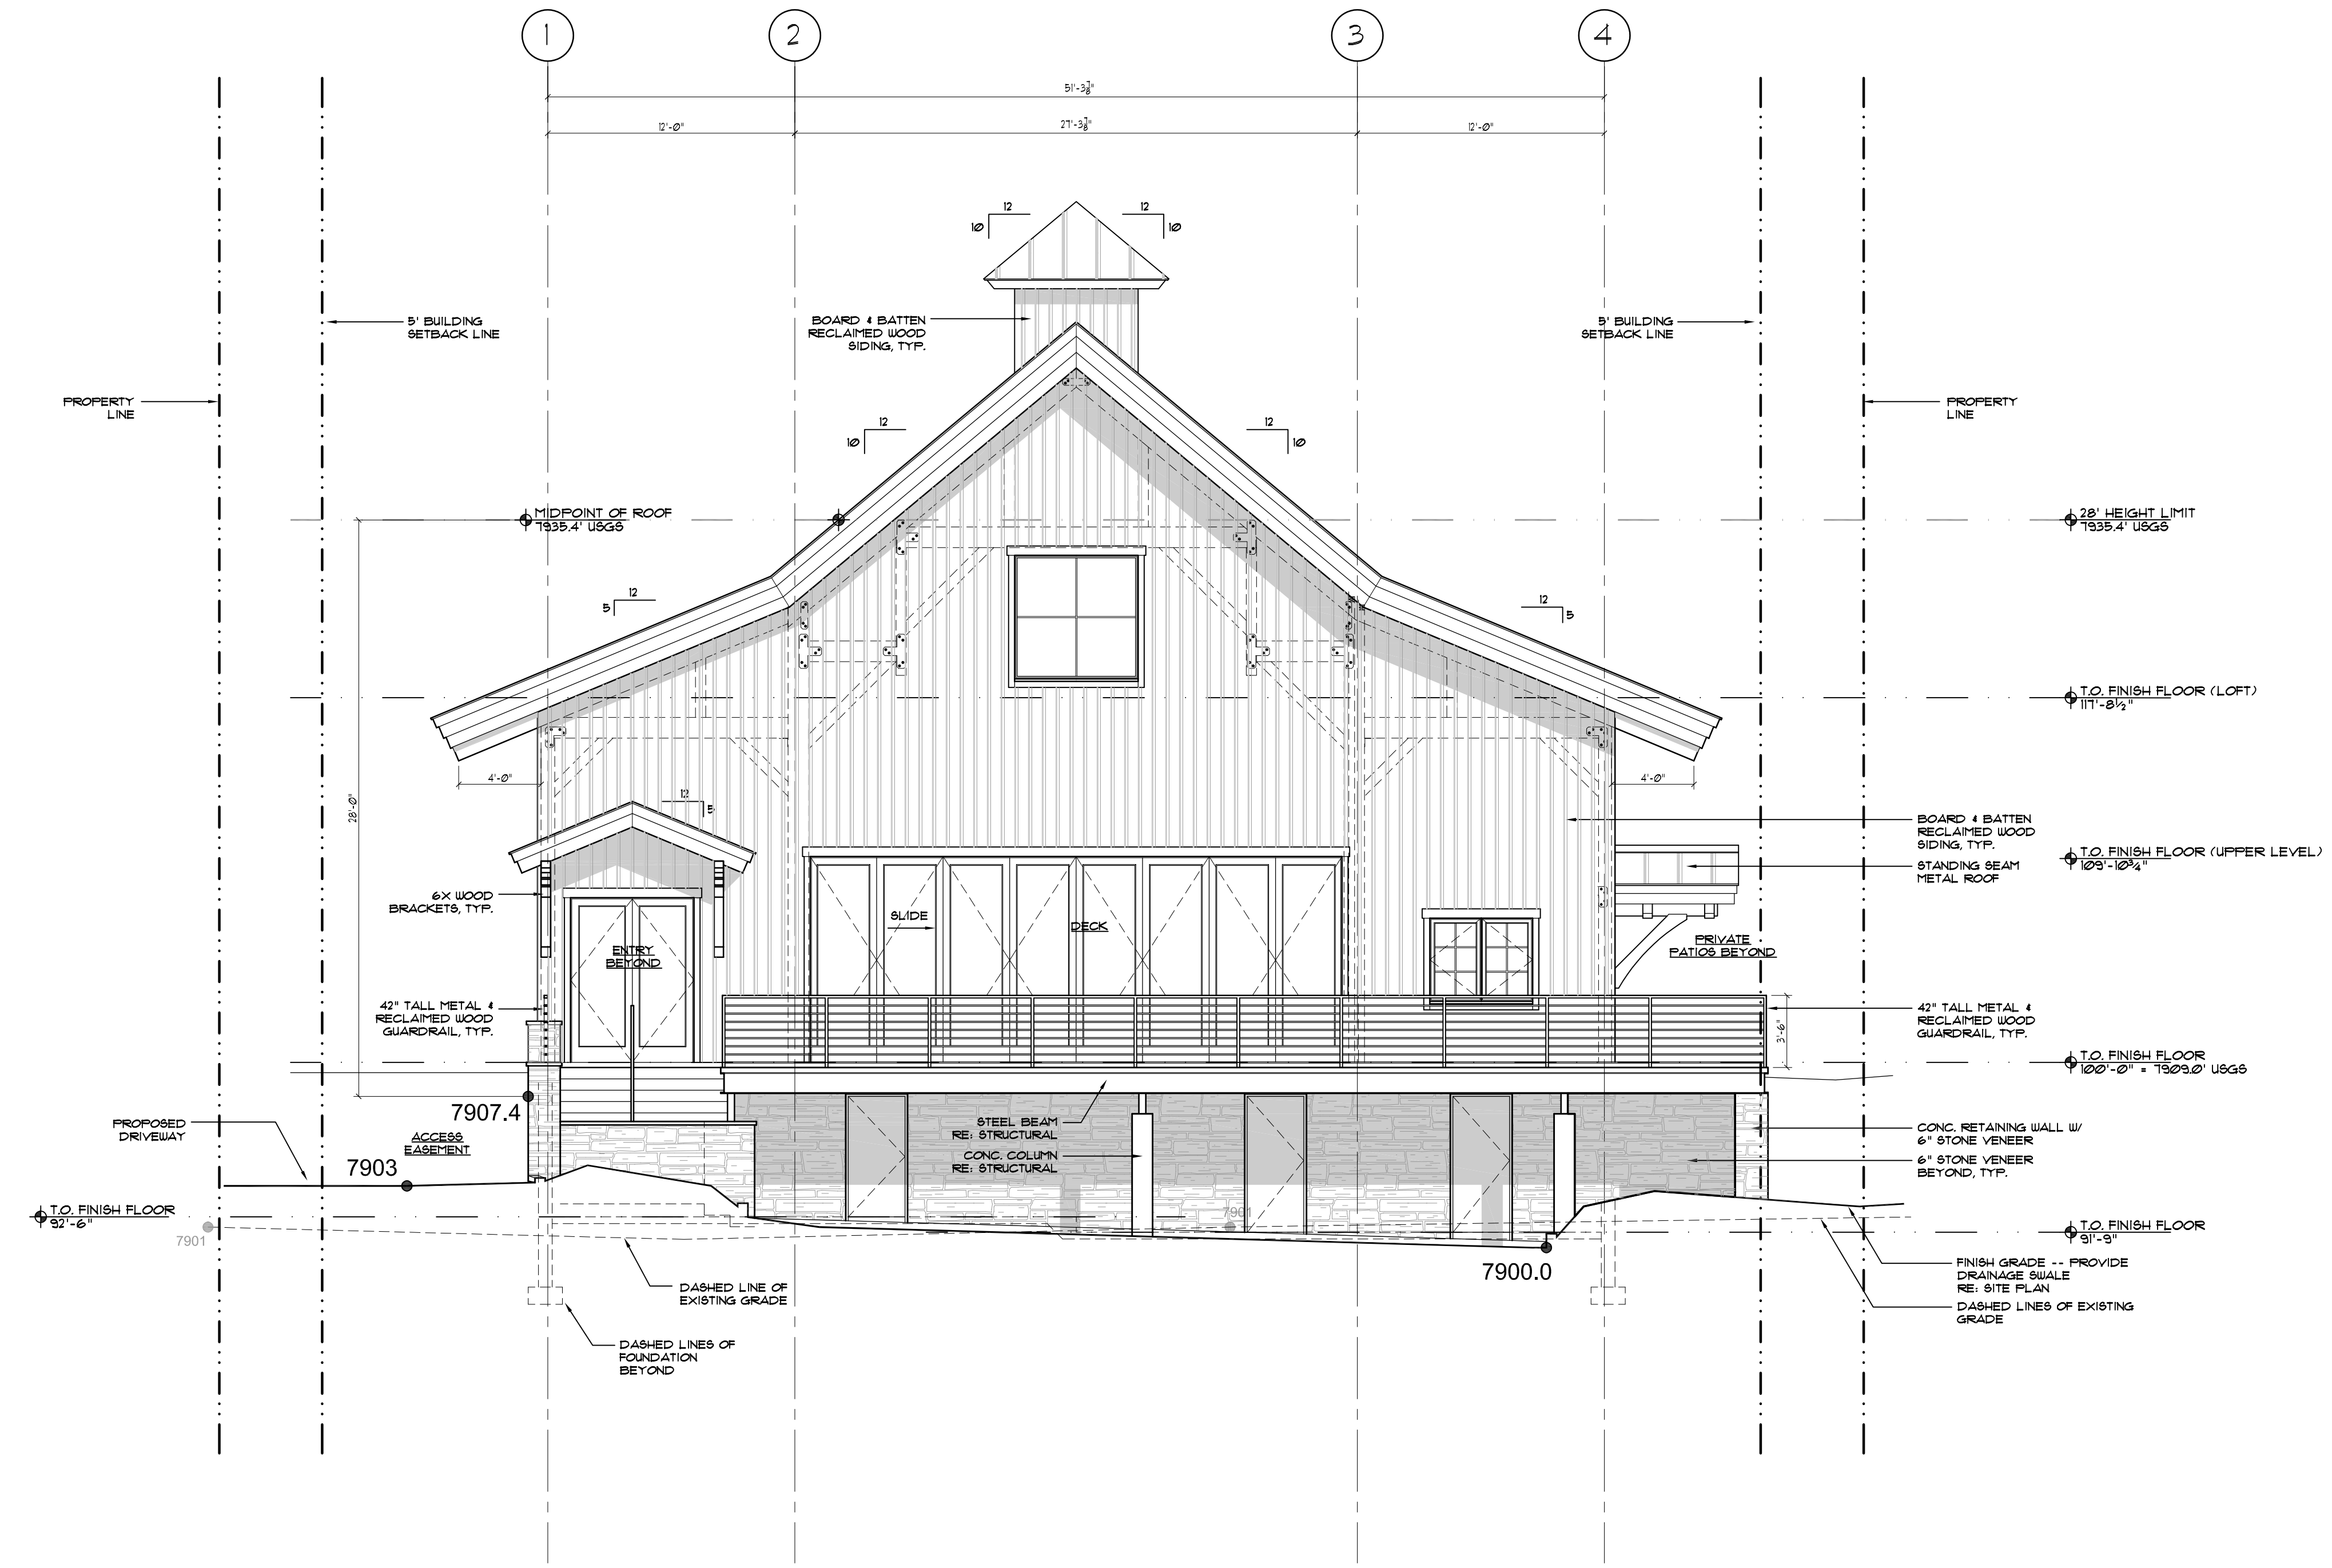 1
2
3
4
51'-3⅞"
12'-0"
27'-3⅞"
12'-0"
12
10
12
10
5' BUILDING
SETBACK LINE
BOARD & BATTEN
RECLAIMED WOOD
SIDING, TYP.
5' BUILDING
SETBACK LINE
PROPERTY
LINE
PROPERTY
LINE
12
10
12
10
MIDPOINT OF ROOF
7935.4' USGS
28' HEIGHT LIMIT
7935.4' USGS
12
5
12
5
T.O. FINISH FLOOR (LOFT)
117'-8½"
4'-0"
4'-0"
28'-0"
12
5
BOARD & BATTEN
RECLAIMED WOOD
SIDING, TYP.
T.O. FINISH FLOOR (UPPER LEVEL)
109'-10¾"
STANDING SEAM
METAL ROOF
6X WOOD
BRACKETS, TYP.
SLIDE
DECK
ENTRY
BEYOND
PRIVATE
PATIOS BEYOND
42" TALL METAL &
RECLAIMED WOOD
GUARDRAIL, TYP.
3'-6"
42" TALL METAL &
RECLAIMED WOOD
GUARDRAIL, TYP.
T.O. FINISH FLOOR
100'-0" = 7909.0' USGS
7907.4
PROPOSED
DRIVEWAY
ACCESS
EASEMENT
STEEL BEAM
RE: STRUCTURAL
CONC. COLUMN
RE: STRUCTURAL
CONC. RETAINING WALL W/
6" STONE VENEER
6" STONE VENEER
BEYOND, TYP.
7903
T.O. FINISH FLOOR
92'-6"
7901
7901
T.O. FINISH FLOOR
91'-9"
7900.0
FINISH GRADE -- PROVIDE
DRAINAGE SWALE
RE: SITE PLAN
DASHED LINE OF
EXISTING GRADE
DASHED LINES OF EXISTING
GRADE
DASHED LINES OF
FOUNDATION
BEYOND